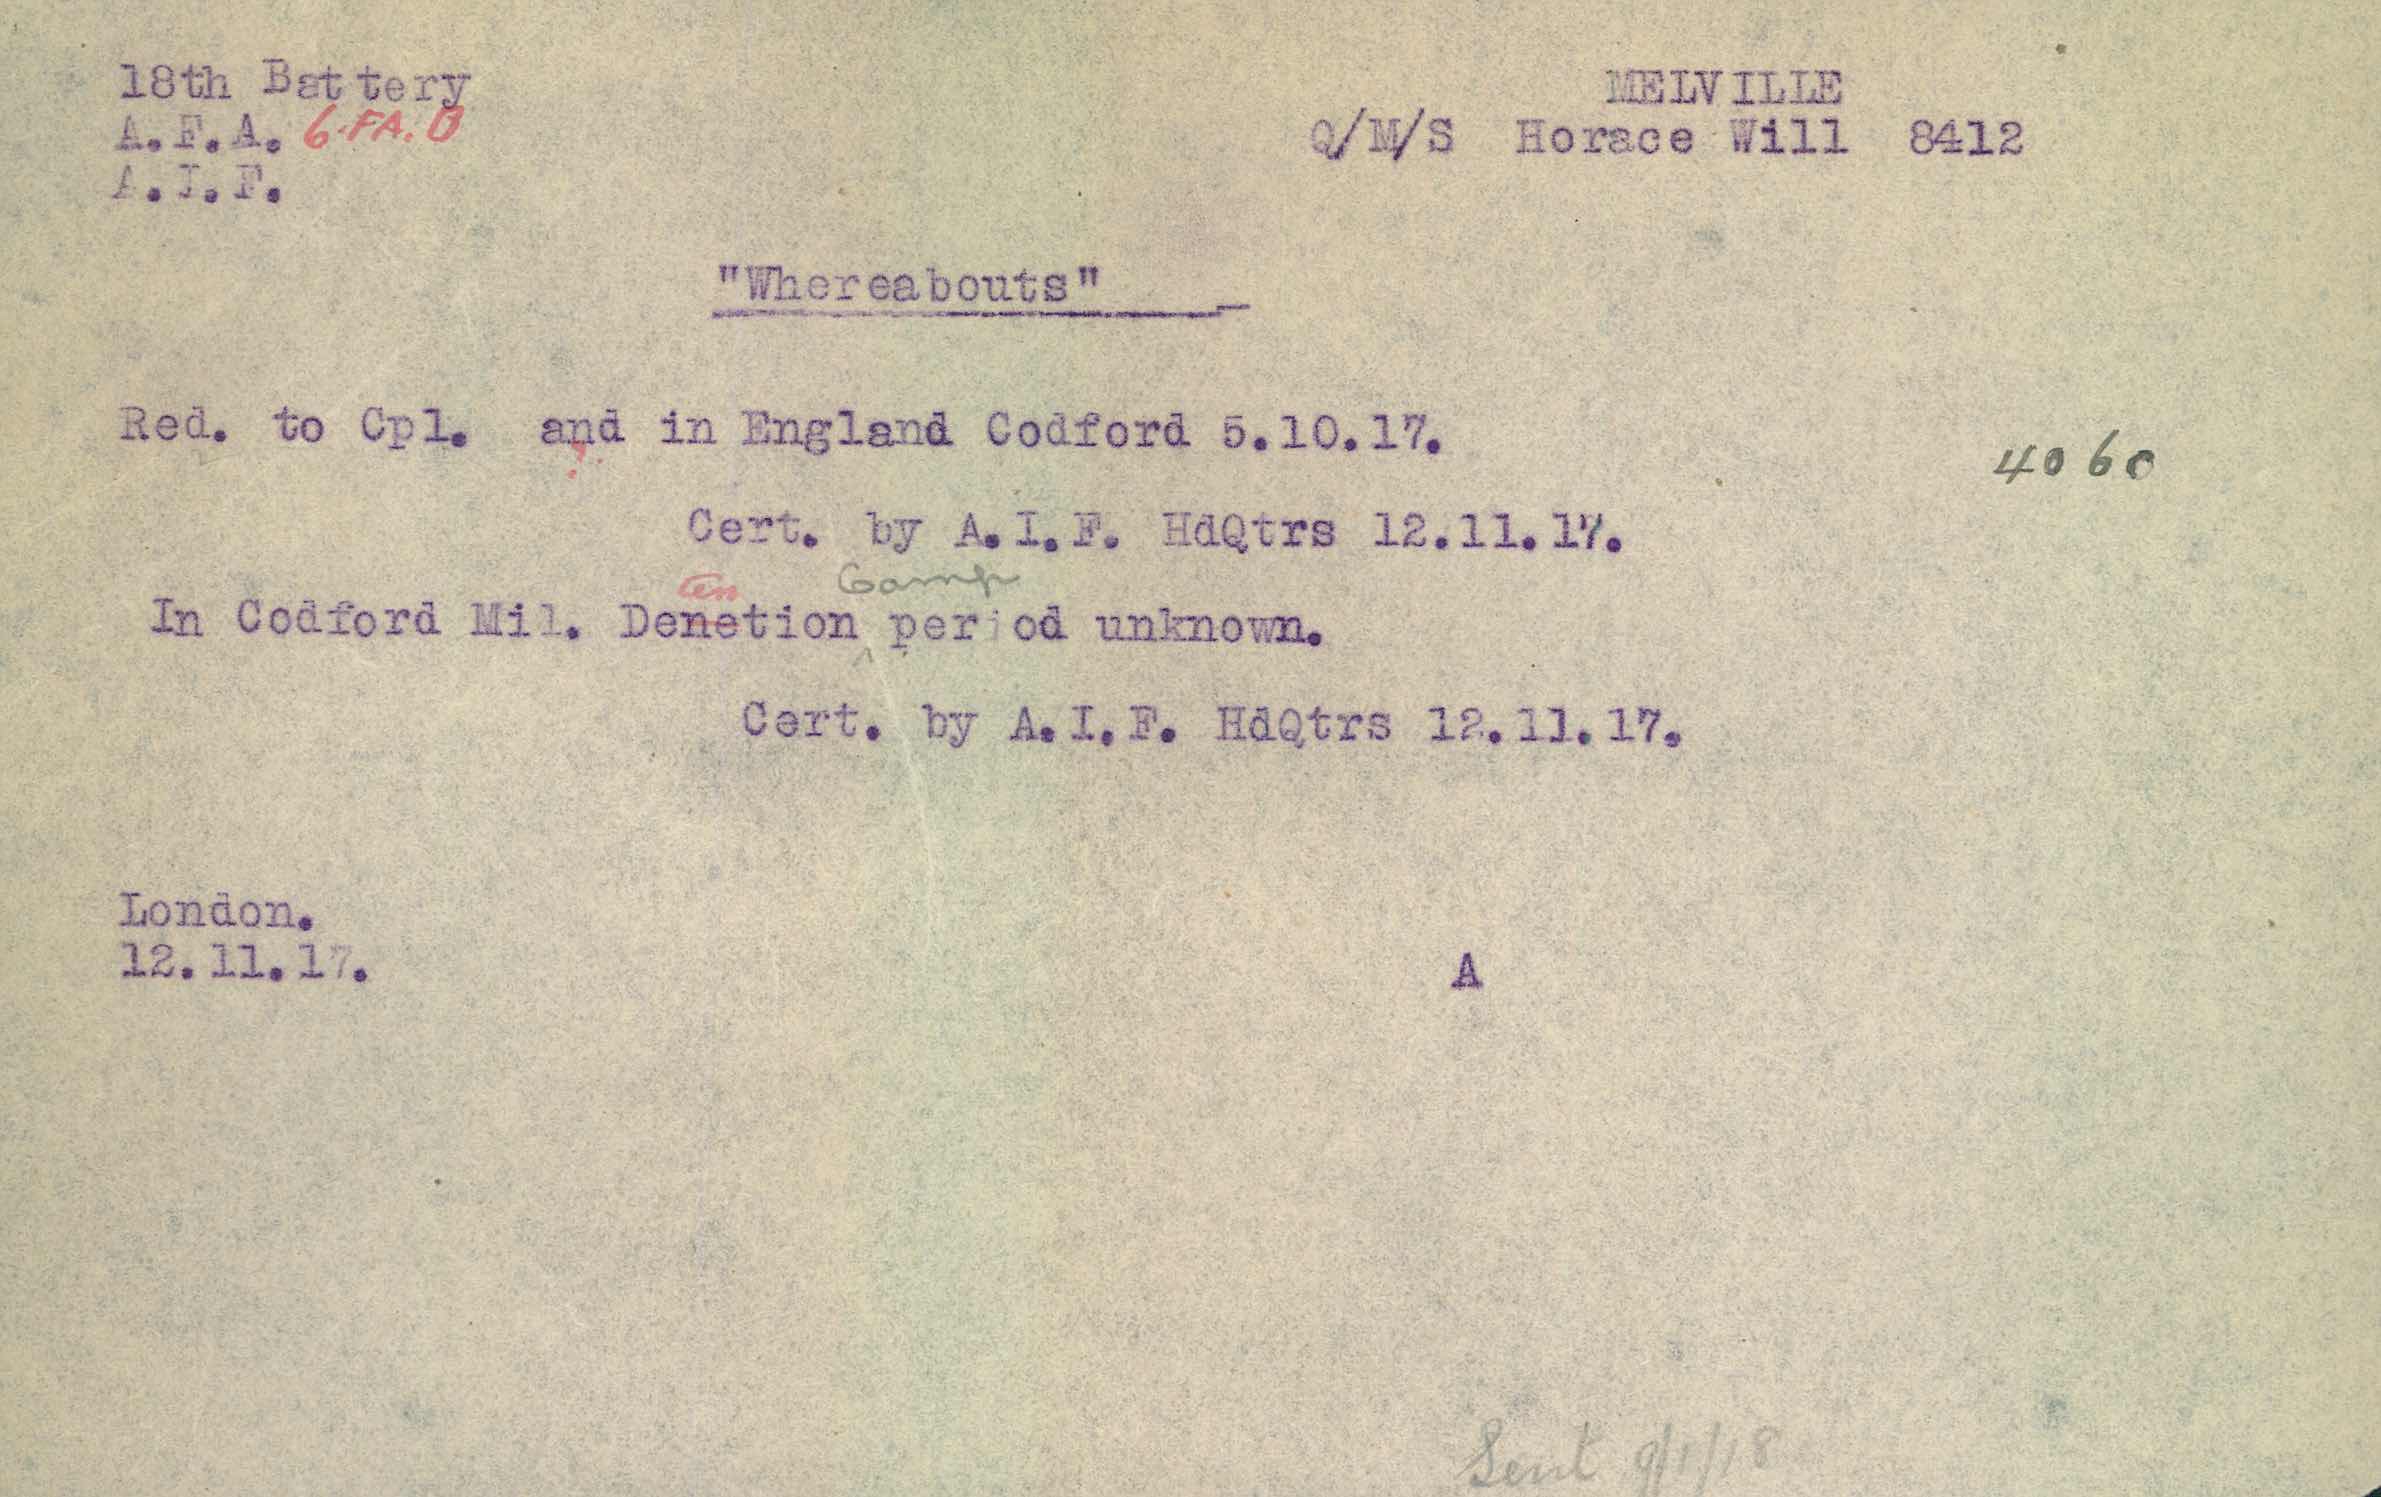 18th Battery
A.F.A. 6.FA.B
A.I.F.
MELVILLE
Q/M/S Horace Will 8412
"Whereabouts"
Red. to Cpl. and in England Codford 5.10.17.
?
4060
Cert. by A.I.F. HdQtrs 12.11.17.
ten Camp
In Codford Mil. Denetion period unknown.
Cert. by A.I.F. HdQtrs 12.11.17.
London.
12.11.17.
A
Sent 9/1/18